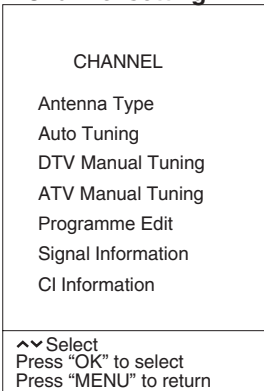 CHANNEL
Antenna Type
Auto Tuning
DTV Manual Tuning
ATV Manual Tuning
Programme Edit
Signal Information
CI Information
Select
Press “OK” to select
Press “MENU” to return